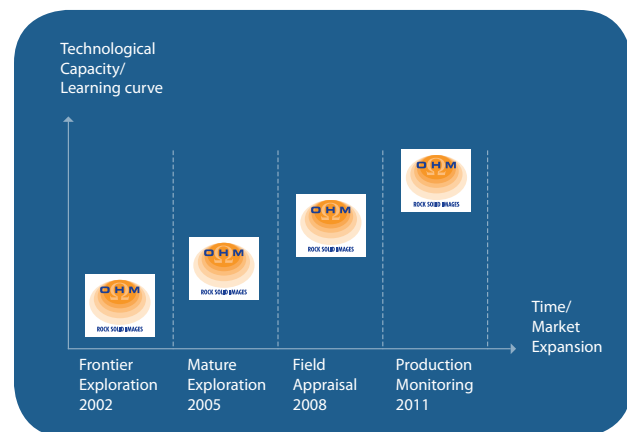 Technological
Capacity/
Learning curve
OHM
ROCK SOLID IMAGES
OHM
ROCK SOLID IMAGES
OHM
ROCK SOLID IMAGES
OHM
ROCK SOLID IMAGES
Time/
Market
Expansion
Frontier
Exploration
2002
Mature
Exploration
2005
Field
Appraisal
2008
Production
Monitoring
2011